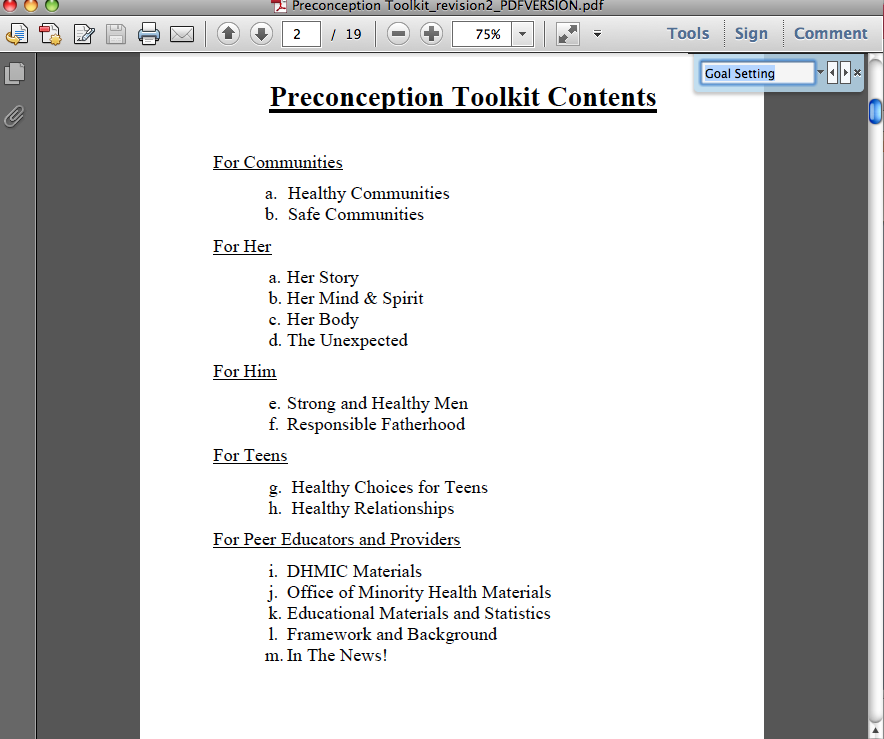 Preconception Toolkit_revision2_PDFVERSION.pdf
2 / 19 75% Tools Sign Comment
Goal Setting
Preconception Toolkit Contents
For Communities
a. Healthy Communities
b. Safe Communities
For Her
a. Her Story
b. Her Mind & Spirit
c. Her Body
d. The Unexpected
For Him
e. Strong and Healthy Men
f. Responsible Fatherhood
For Teens
g. Healthy Choices for Teens
h. Healthy Relationships
For Peer Educators and Providers
i. DHMIC Materials
j. Office of Minority Health Materials
k. Educational Materials and Statistics
l. Framework and Background
m. In The News!